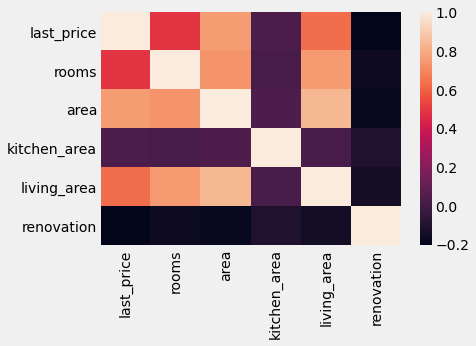 last_price
rooms
area
kitchen_area
living_area
renovation
last_price
rooms
area
kitchen_area
living_area
renovation
1.0
0.8
0.6
0.4
0.2
0.0
−0.2